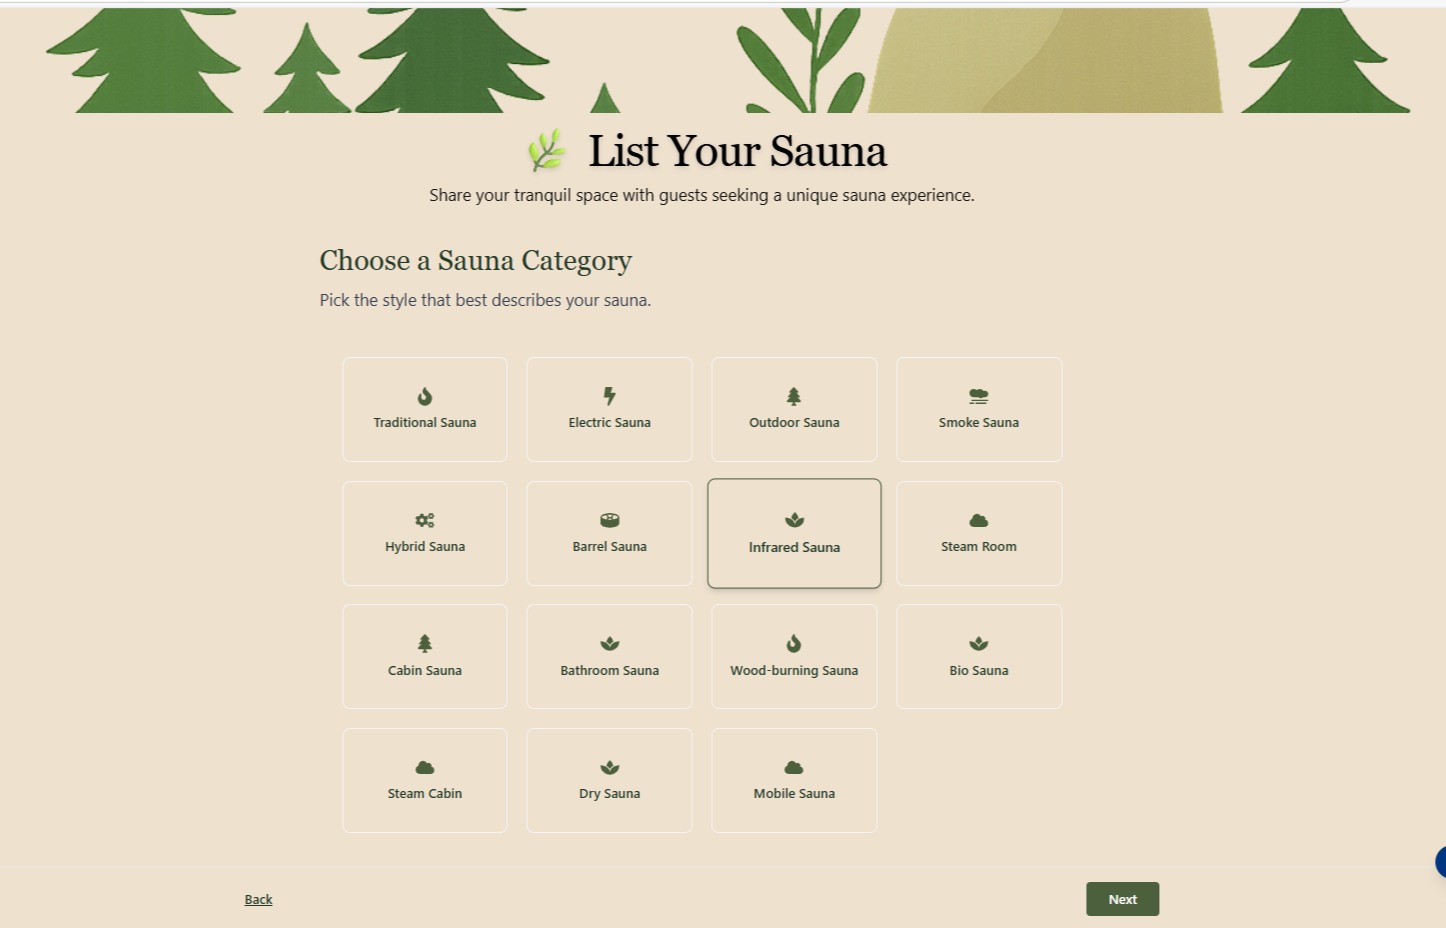 List Your Sauna
Share your tranquil space with guests seeking a unique sauna experience.
Choose a Sauna Category
Pick the style that best describes your sauna.
Traditional Sauna
Electric Sauna
Outdoor Sauna
Smoke Sauna
Hybrid Sauna
Barrel Sauna
Infrared Sauna
Steam Room
Cabin Sauna
Bathroom Sauna
Wood-burning Sauna
Bio Sauna
Steam Cabin
Dry Sauna
Mobile Sauna
Back
Next